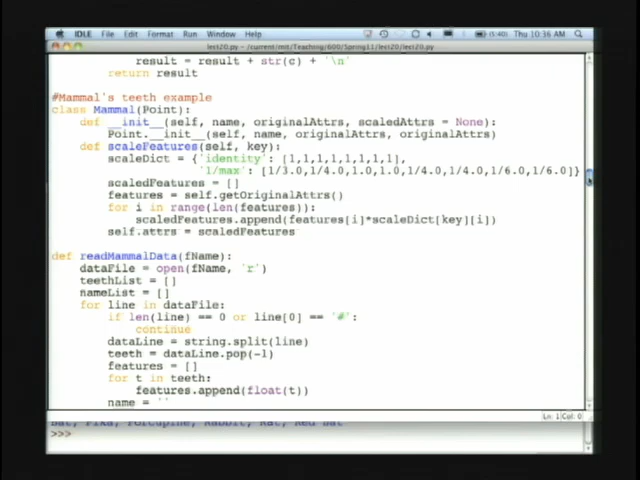 IDLE File Edit Format Run Window Help (5:40) Thu 10:36 AM
lect20.py - /current/mit/Teaching/600/Spring11/lect20/lect20.py
result = result + str(c) + '\n'
return result
#Mammal's teeth example
class Mammal(Point):
def __init__(self, name, originalAttrs, scaledAttrs = None):
Point.__init__(self, name, originalAttrs, originalAttrs)
def scaleFeatures(self, key):
scaleDict = {'identity': [1,1,1,1,1,1,1,1],
'1/max': [1/3.0,1/4.0,1.0,1.0,1/4.0,1/4.0,1/6.0,1/6.0]}
scaledFeatures = []
features = self.getOriginalAttrs()
for i in range(len(features)):
scaledFeatures.append(features[i]*scaleDict[key][i])
self.attrs = scaledFeatures
def readMammalData(fName):
dataFile = open(fName, 'r')
teethList = []
nameList = []
for line in dataFile:
if len(line) == 0 or line[0] == '#':
continue
dataLine = string.split(line)
teeth = dataLine.pop(-1)
features = []
for t in teeth:
features.append(float(t))
name = ''
Ln: 1 Col: 0
Bat, Pika, Porcupine, Rabbit, Rat, Red Bat
>>>